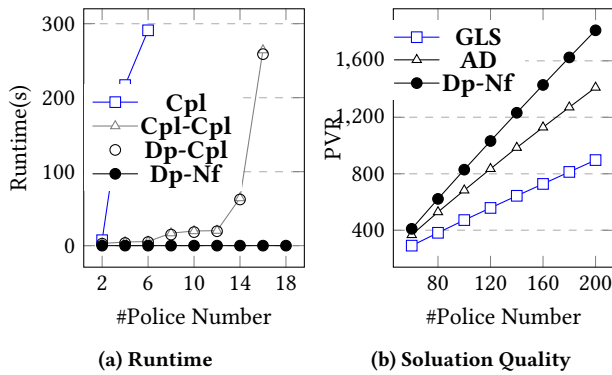 300
200
100
0
2
6
10
14
18
Runtime(s)
#Police Number
Cpl
Cpl-Cpl
Dp-Cpl
Dp-Nf
(a) Runtime
1,600
1,200
800
400
80
120
160
200
PVR
#Police Number
GLS
AD
Dp-Nf
(b) Soluation Quality